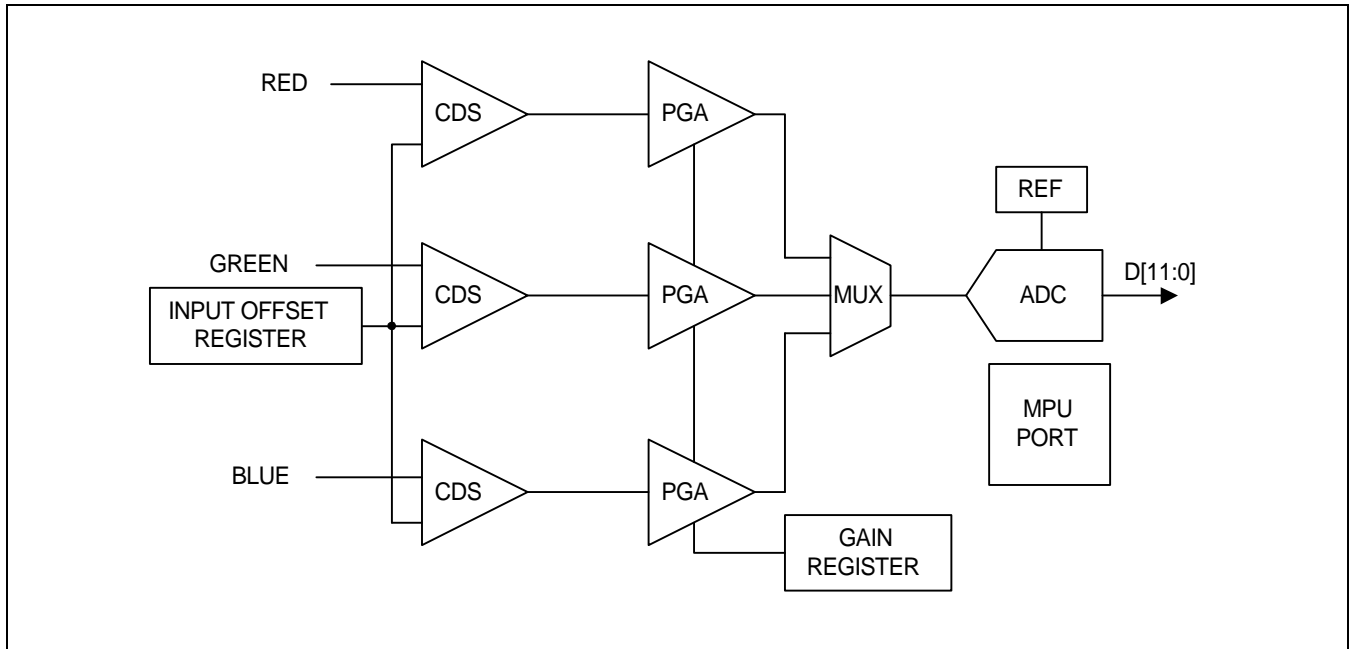 RED
CDS
PGA
REF
GREEN
CDS
PGA
MUX
ADC
D[11:0]
INPUT OFFSET
REGISTER
MPU
PORT
BLUE
CDS
PGA
GAIN
REGISTER